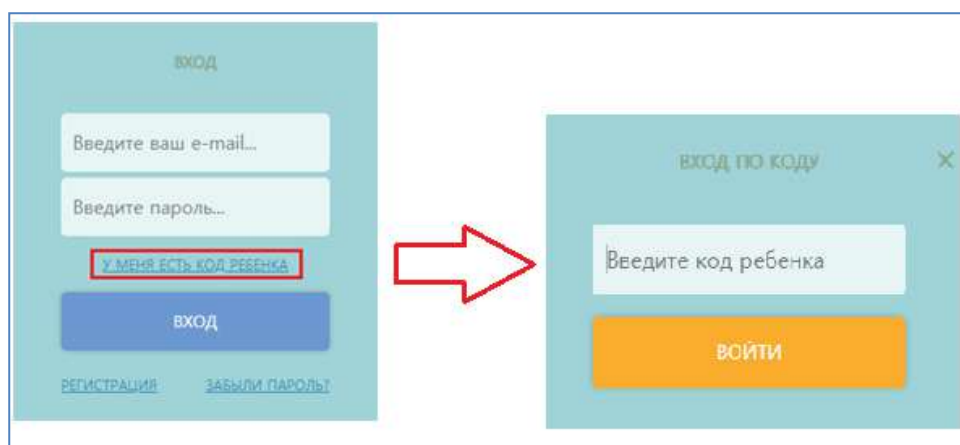 ВХОД
Введите ваш e-mail...
Введите пароль...
У МЕНЯ ЕСТЬ КОД РЕБЕНКА
ВХОД
РЕГИСТРАЦИЯ ЗАБЫЛИ ПАРОЛЬ?
ВХОД ПО КОДУ
Введите код ребенка
ВОЙТИ